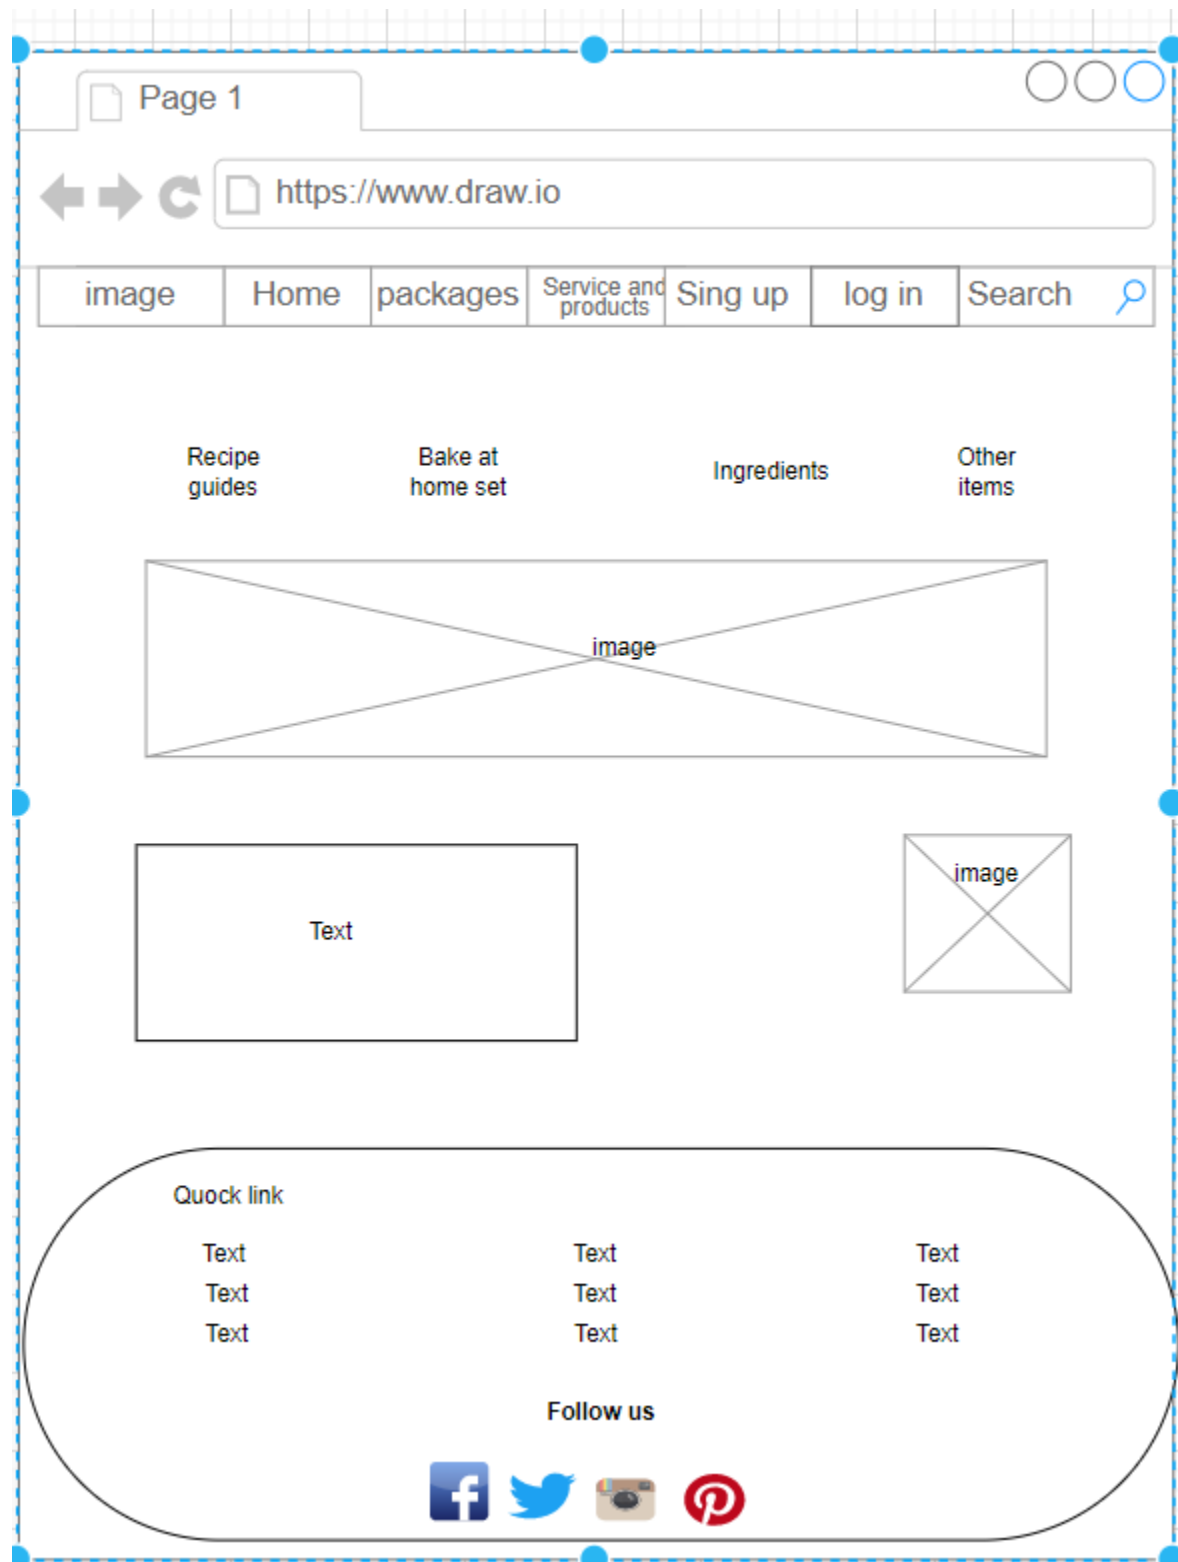 Page 1
https://www.draw.io
image Home packages Service and products Sing up log in Search
Recipe guides
Bake at home set
Ingredients
Other items
image
Text
image
Quock link
Text Text Text
Text Text Text
Text Text Text
Follow us